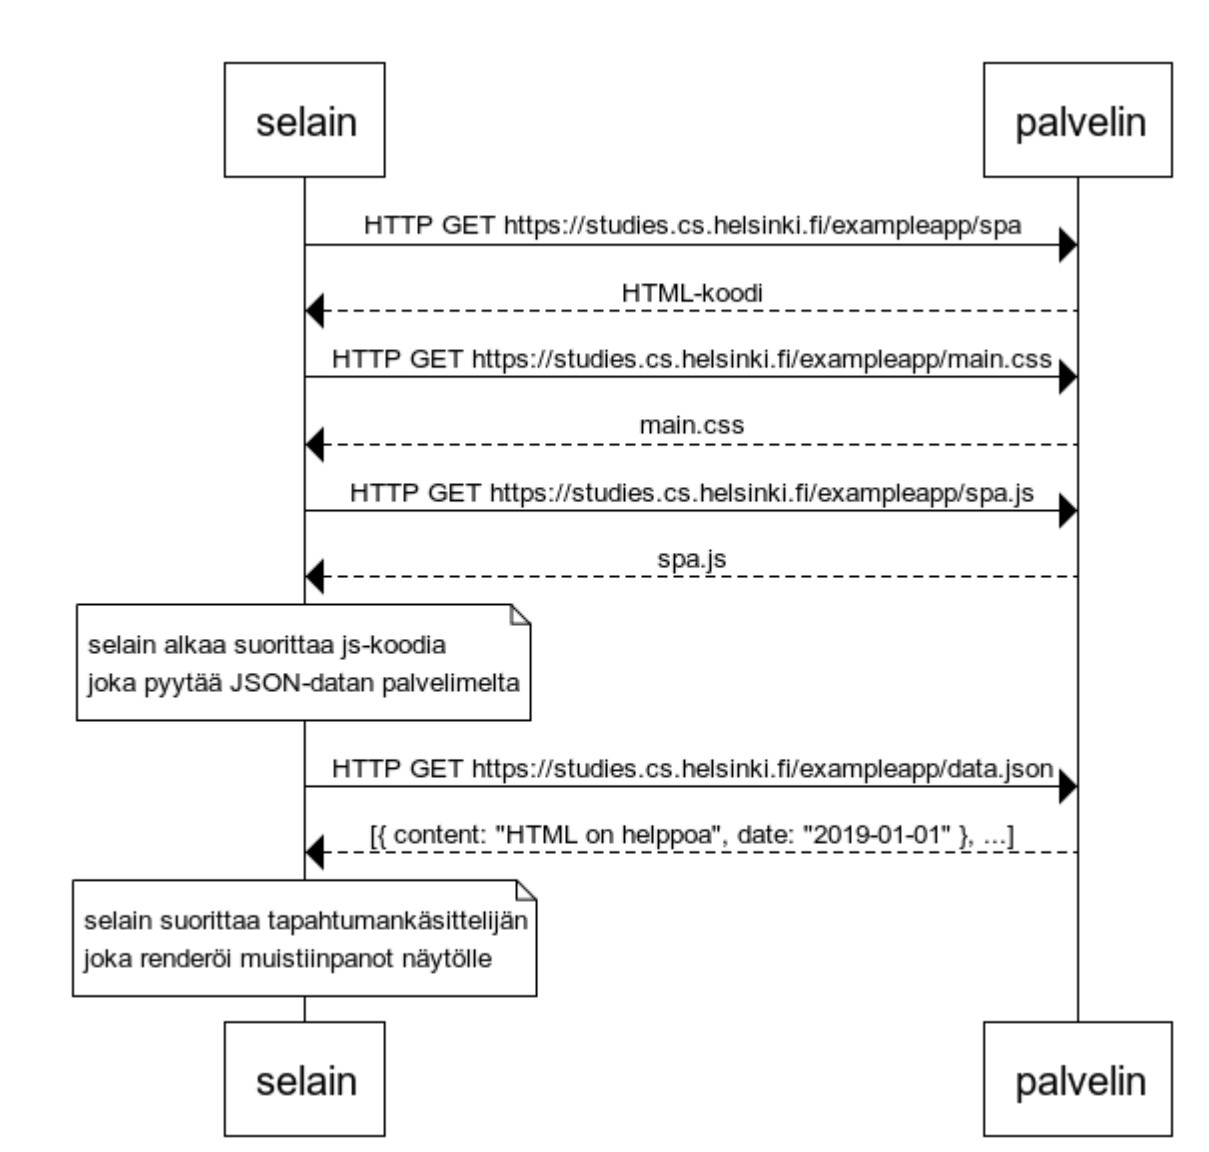 selain
palvelin
HTTP GET https://studies.cs.helsinki.fi/exampleapp/spa
HTML-koodi
HTTP GET https://studies.cs.helsinki.fi/exampleapp/main.css
main.css
HTTP GET https://studies.cs.helsinki.fi/exampleapp/spa.js
spa.js
selain alkaa suorittaa js-koodia
joka pyytää JSON-datan palvelimelta
HTTP GET https://studies.cs.helsinki.fi/exampleapp/data.json
[{ content: "HTML on helppoa", date: "2019-01-01" }, ...]
selain suorittaa tapahtumankäsittelijän
joka renderöi muistiinpanot näytölle
selain
palvelin